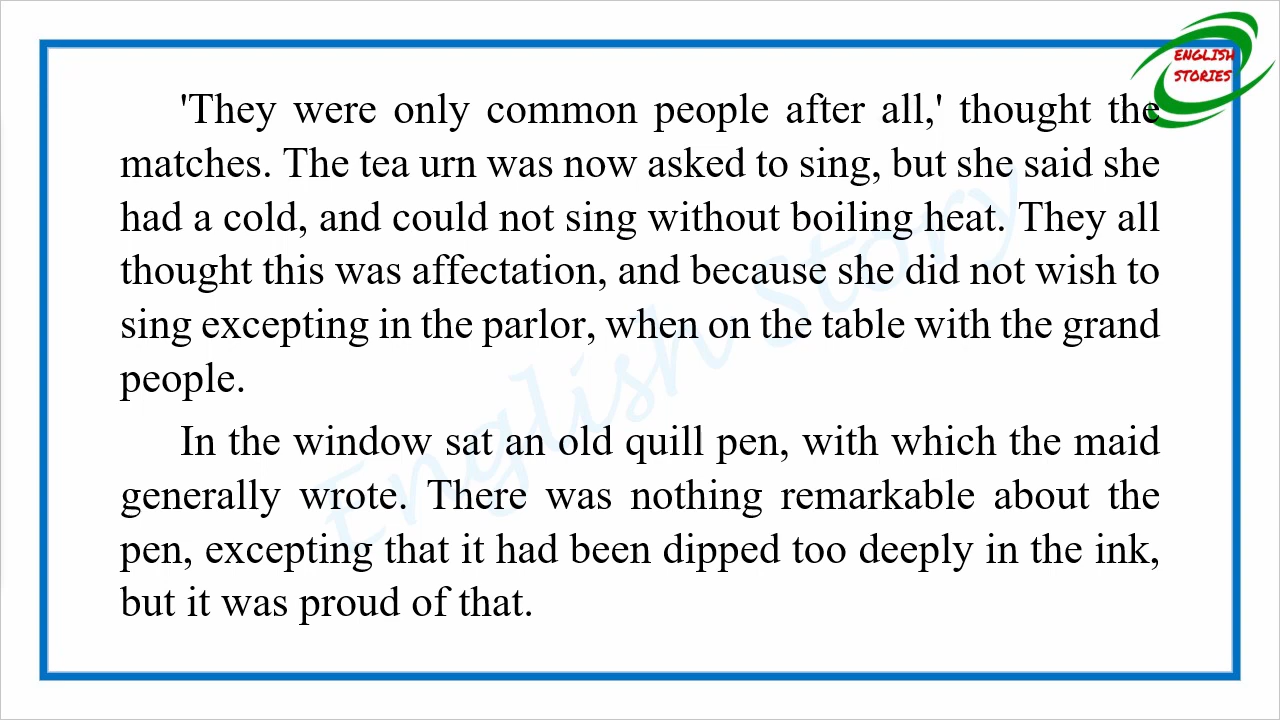 ENGLISH
STORIES
'They were only common people after all,' thought the
matches. The tea urn was now asked to sing, but she said she
had a cold, and could not sing without boiling heat. They all
thought this was affectation, and because she did not wish to
sing excepting in the parlor, when on the table with the grand
people.
In the window sat an old quill pen, with which the maid
generally wrote. There was nothing remarkable about the
pen, excepting that it had been dipped too deeply in the ink,
but it was proud of that.
English Story